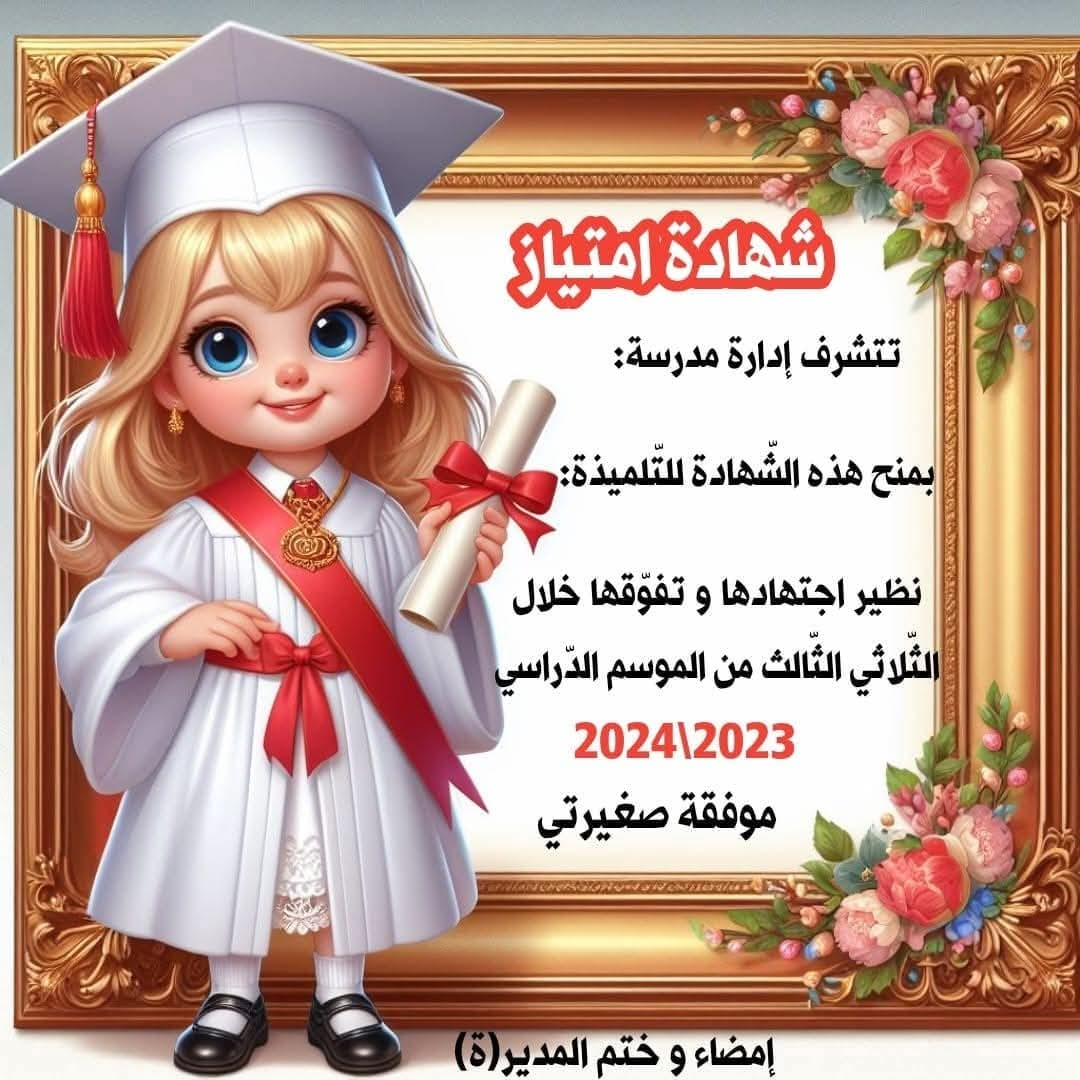 شهادة امتياز
تتشرف إدارة مدرسة:
بمنح هذه الشّهادة للتّلميذة:
نظير اجتهادها و تفوّقها خلال
الثّلاثي الثّالث من الموسم الدّراسي
2024\2023
موفقة صغيرتي
إمضاء و ختم المدير(ة)